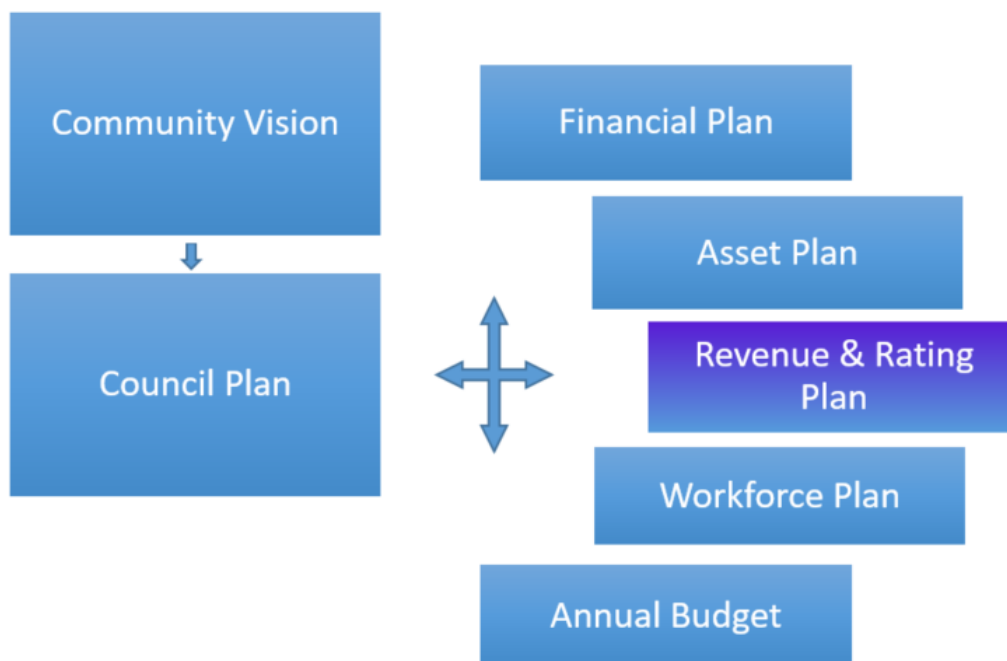 Community Vision
Council Plan
Financial Plan
Asset Plan
Revenue & Rating
Plan
Workforce Plan
Annual Budget